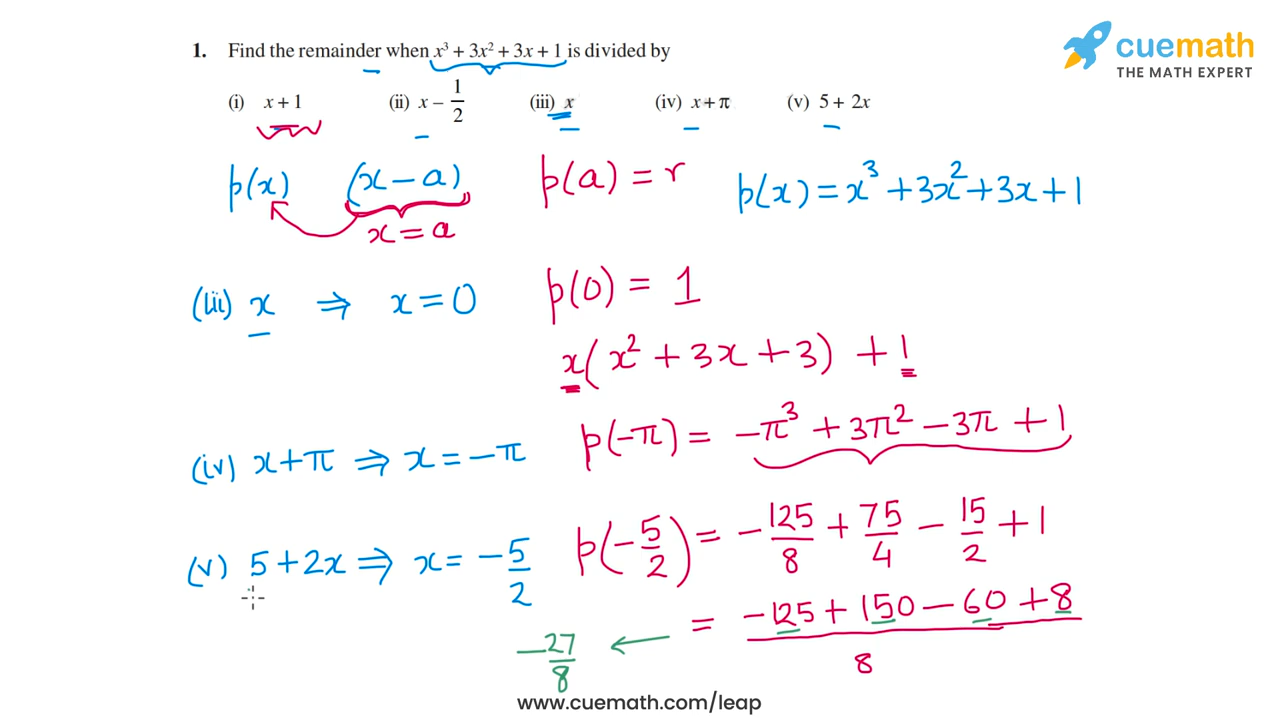 cuemath
THE MATH EXPERT
1. Find the remainder when x³ + 3x² + 3x + 1 is divided by
(i) x + 1 (ii) x − 1/2 (iii) x (iv) x + π (v) 5 + 2x
p(x) (x − a) p(a) = r p(x) = x³ + 3x² + 3x + 1
x = a
(iii) x ⇒ x = 0 p(0) = 1
x(x² + 3x + 3) + 1
(iv) x + π ⇒ x = −π p(−π) = −π³ + 3π² − 3π + 1
(v) 5 + 2x ⇒ x = −5/2 p(−5/2) = −125/8 + 75/4 − 15/2 + 1
−27/8 ← = (−125 + 150 − 60 + 8)/8
www.cuemath.com/leap